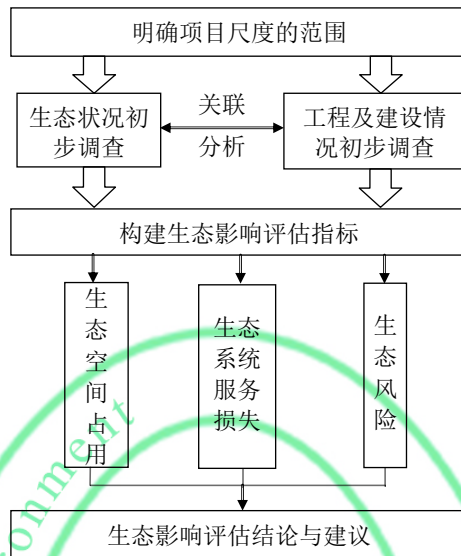 明确项目尺度的范围
生态状况初
步调查
关联
分析
工程及建设情
况初步调查
构建生态影响评估指标
生
态
空
间
占
用
生态
系统
服务
损失
生
态
风
险
onment
生态影响评估结论与建议